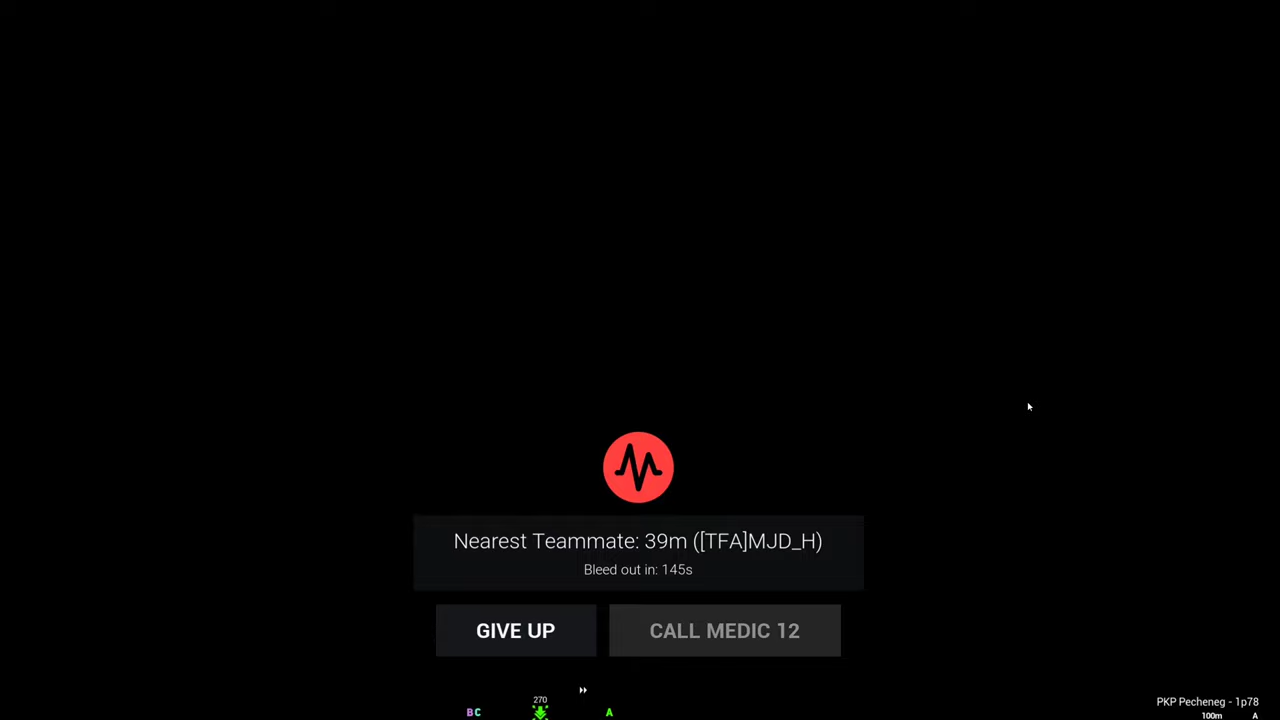 Nearest Teammate: 39m ([TFA]MJD_H)
Bleed out in: 145s
GIVE UP
CALL MEDIC 12
270
BC
A
PKP Pecheneg - 1p78
100m A